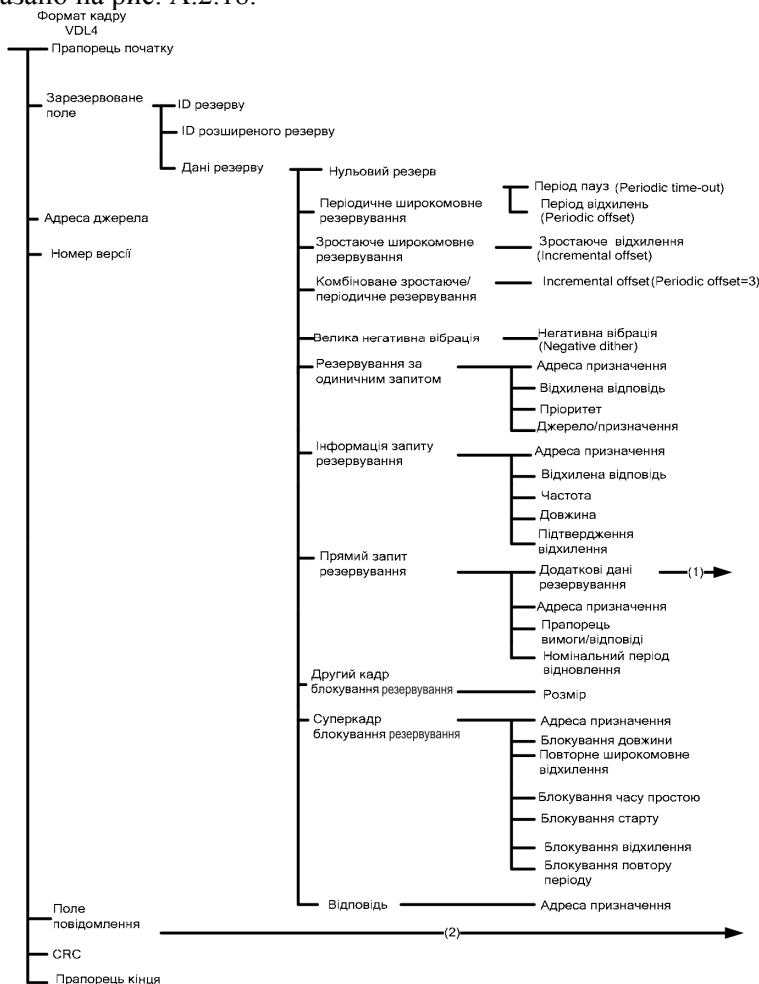 азано на рис. А.2.18.
Формат кадру
VDL4
Прапорець початку
Зарезервоване
поле
ID резерву
ID розширеного резерву
Дані резерву
Нульовий резерв
Періодичне широкомовне
резервування
Період пауз (Periodic time-out)
Період відхилень
(Periodic offset)
Адреса джерела
Номер версії
Зростаюче широкомовне
резервування
Зростаюче відхилення
(Incremental offset)
Комбіноване зростаюче/
періодичне резервування
Incremental offset(Periodic offset=3)
Велика негативна вібрація
Негативна вібрація
(Negative dither)
Резервування за
одиничним запитом
Адреса призначення
Відхилена відповідь
Пріоритет
Джерело/призначення
Інформація запиту
резервування
Адреса призначення
Відхилена відповідь
Частота
Довжина
Підтвердження
відхилення
Прямий запит
резервування
Додаткові дані
резервування
(1)
Адреса призначення
Прапорець
вимоги/відповіді
Номінальний період
відновлення
Другий кадр
блокування резервування
Розмір
Суперкадр
блокування резервування
Адреса призначення
Блокування довжини
Повторне широкомовне
відхилення
Блокування часу простою
Блокування старту
Блокування відхилення
Блокування повтору
періоду
Відповідь
Адреса призначення
Поле
повідомлення
(2)
CRC
Прапорець кінця